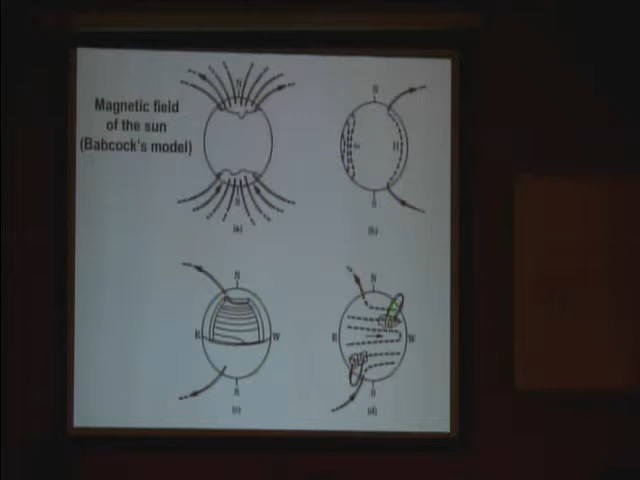 Magnetic field
of the sun
(Babcock's model)
N
N
S
(a)
(b)
N
N
W
W
(c)
(d)